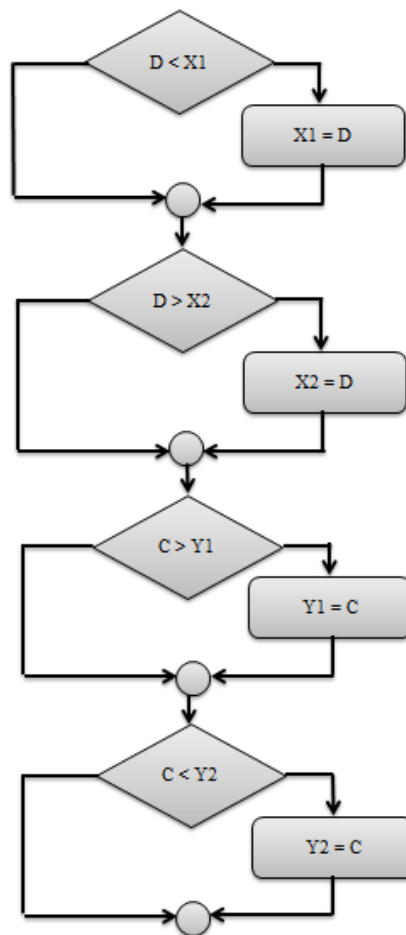 D < X1
X1 = D
D > X2
X2 = D
C > Y1
Y1 = C
C < Y2
Y2 = C